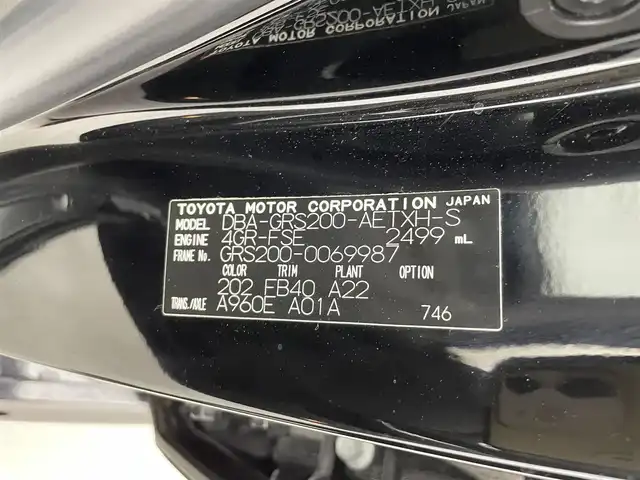 TOYOTA MOTOR CORPORATION JAPAN
MODEL DBA-GRS200-AETXH-S
ENGINE 4GR-FSE 2499 mL
FRAME No. GRS200-0069987
COLOR TRIM PLANT OPTION
202 FB40 A22
TRANS./AXLE A960E A01A 746